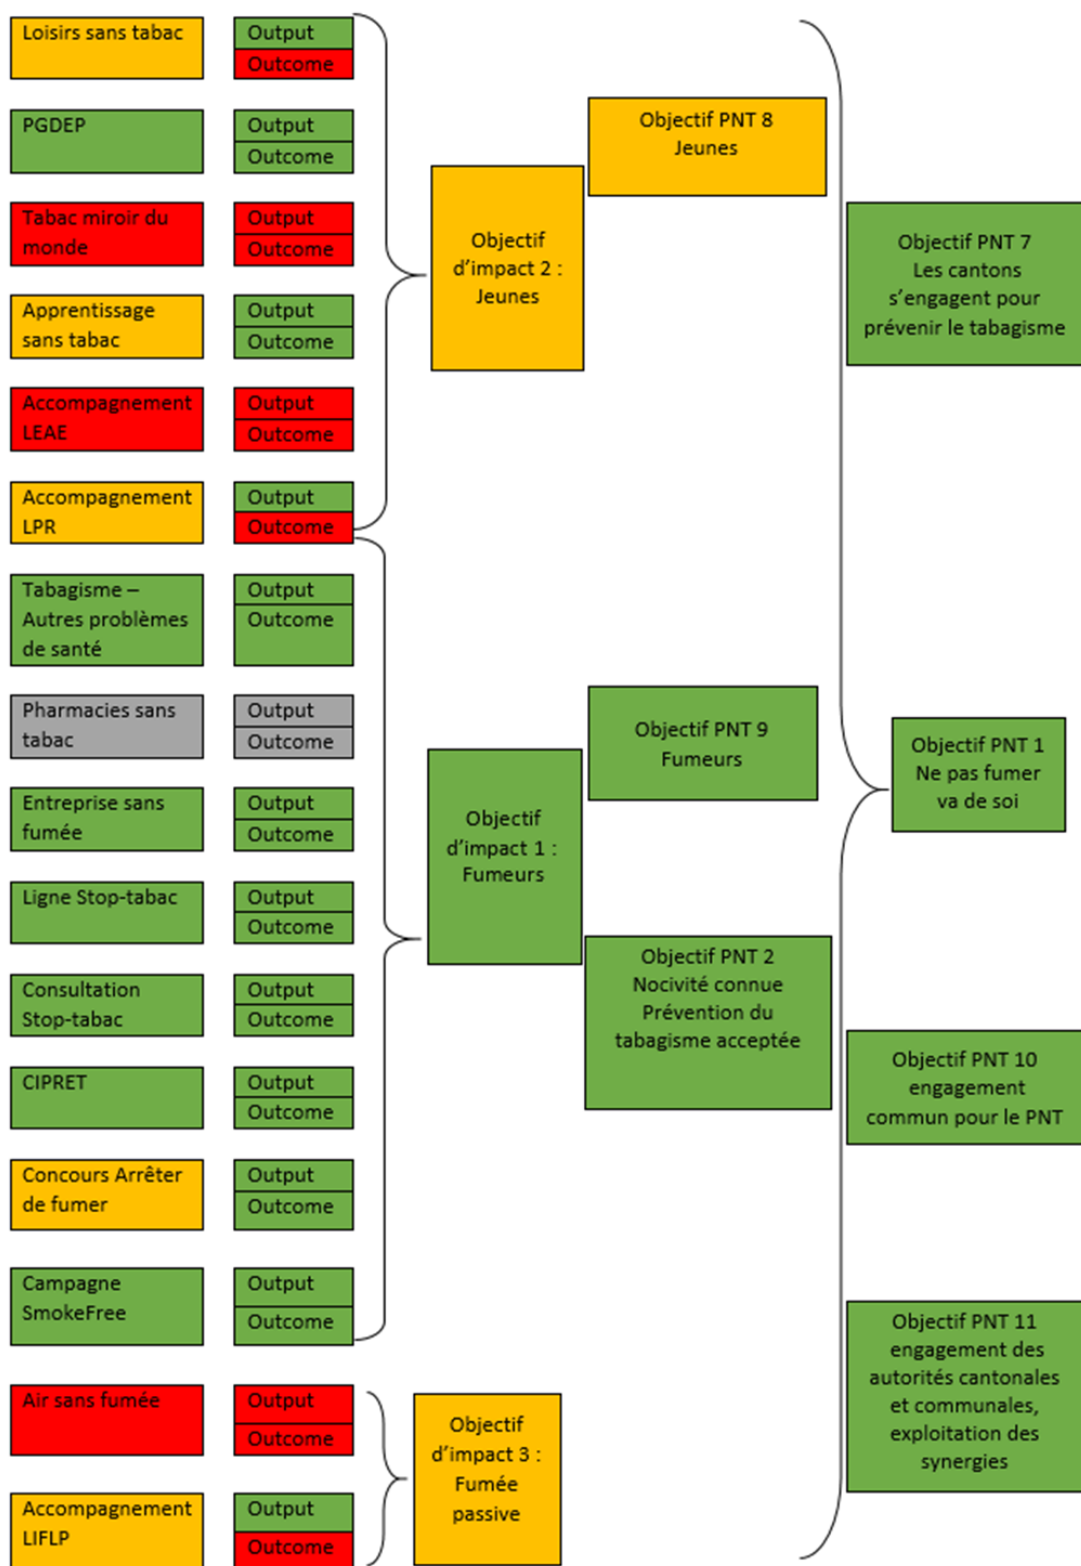 Loisirs sans tabac
Output
Outcome
PGDEP
Output
Outcome
Tabac miroir du
monde
Output
Outcome
Apprentissage
sans tabac
Output
Outcome
Accompagnement
LEAE
Output
Outcome
Accompagnement
LPR
Output
Outcome
Tabagisme –
Autres problèmes
de santé
Output
Outcome
Pharmacies sans
tabac
Output
Outcome
Entreprise sans
fumée
Output
Outcome
Ligne Stop-tabac
Output
Outcome
Consultation
Stop-tabac
Output
Outcome
CIPRET
Output
Outcome
Concours Arrêter
de fumer
Output
Outcome
Campagne
SmokeFree
Output
Outcome
Air sans fumée
Output
Outcome
Accompagnement
LIFLP
Output
Outcome
Objectif
d'impact 2 :
Jeunes
Objectif
d'impact 1 :
Fumeurs
Objectif
d'impact 3 :
Fumée
passive
Objectif PNT 8
Jeunes
Objectif PNT 9
Fumeurs
Objectif PNT 2
Nocivité connue
Prévention du
tabagisme acceptée
Objectif PNT 7
Les cantons
s'engagent pour
prévenir le tabagisme
Objectif PNT 1
Ne pas fumer
va de soi
Objectif PNT 10
engagement
commun pour le PNT
Objectif PNT 11
engagement des
autorités cantonales
et communales,
exploitation des
synergies